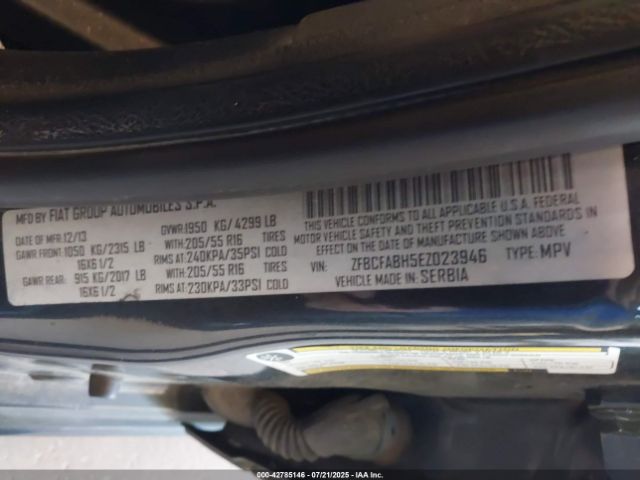 MFD BY FIAT GROUP AUTOMOBILES S.P.A.
DATE OF MFR.12/13 GVWR:1950 KG/4299 LB
GAWR FRONT: 1050 KG/2315 LB WITH:205/55 R16 TIRES
16X6 1/2 RIMS AT: 240KPA/35PSI COLD
GAWR REAR: 915 KG/2017 LB WITH:205/55 R16 TIRES
16X6 1/2 RIMS AT:230KPA/33PSI COLD
THIS VEHICLE CONFORMS TO ALL APPLICABLE U.S.A. FEDERAL
MOTOR VEHICLE SAFETY, BUMPER AND THEFT PREVENTION STANDARDS IN
EFFECT ON THE DATE OF MANUFACTURE SHOWN ABOVE
VIN: ZFBCFABH5EZ023946 TYPE: MPV
VEHICLE MADE IN SERBIA
000-42785146 07/21/2025 Copyright IAA, Inc.